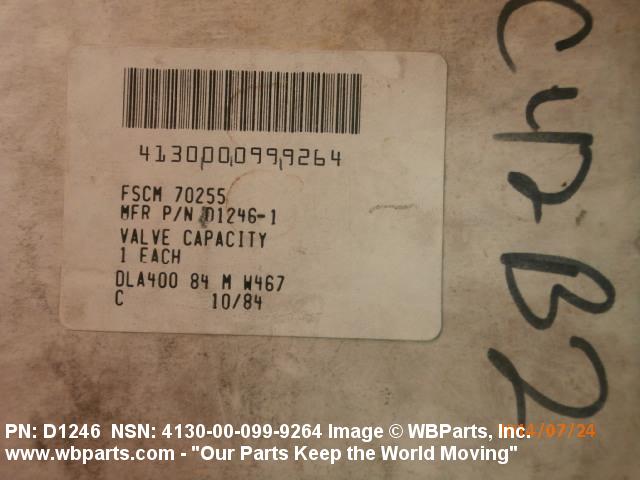 4130000999264
FSCM 70255
MFR P/N D1246-1
VALVE CAPACITY
1 EACH
DLA400 84 M W467
C 10/84
B2
PN: D1246 NSN: 4130-00-099-9264 Image © WBParts, Inc.
www.wbparts.com - "Our Parts Keep the World Moving"